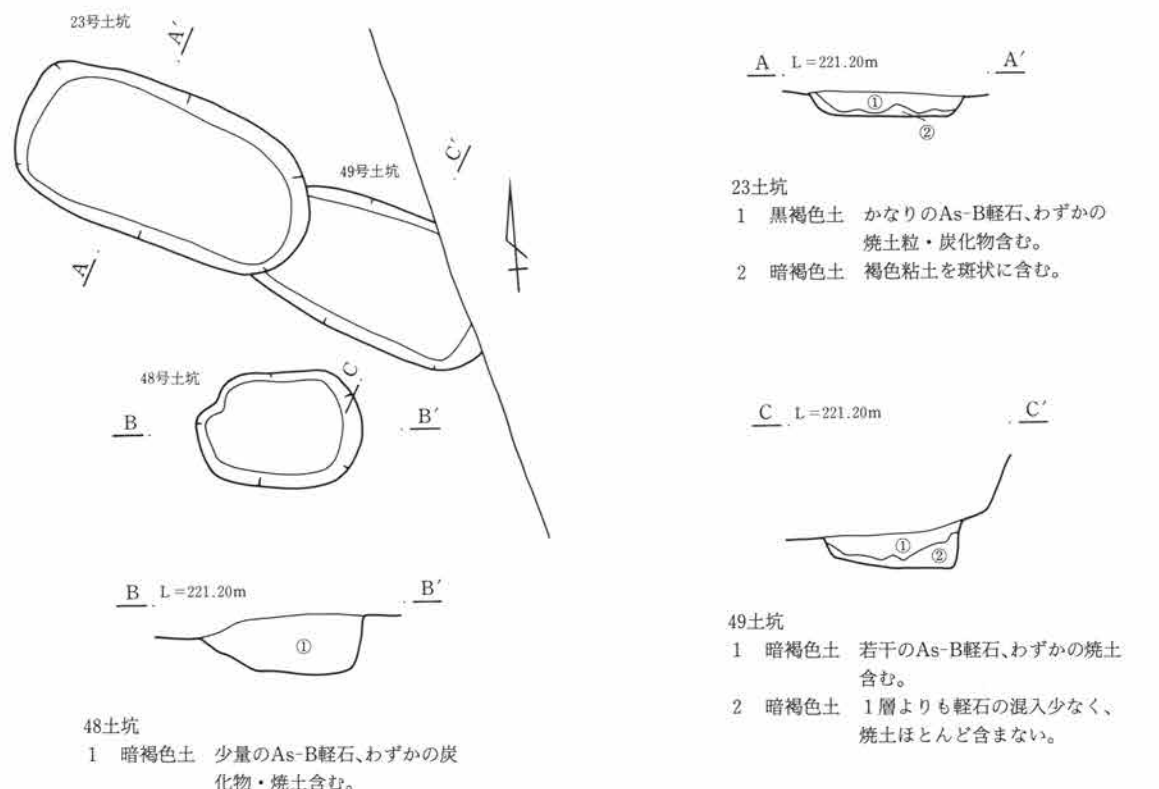 23号土坑
A′
C′
49号土坑
A
48号土坑
C
B
B′
B L＝221.20m B′
①
48土坑
1 暗褐色土 少量のAs-B軽石、わずかの炭
化物・焼土含む。
A L＝221.20m A′
①
②
23土坑
1 黒褐色土 かなりのAs-B軽石、わずかの
焼土粒・炭化物含む。
2 暗褐色土 褐色粘土を斑状に含む。
C L＝221.20m C′
①
②
49土坑
1 暗褐色土 若干のAs-B軽石、わずかの焼土
含む。
2 暗褐色土 1層よりも軽石の混入少なく、
焼土ほとんど含まない。